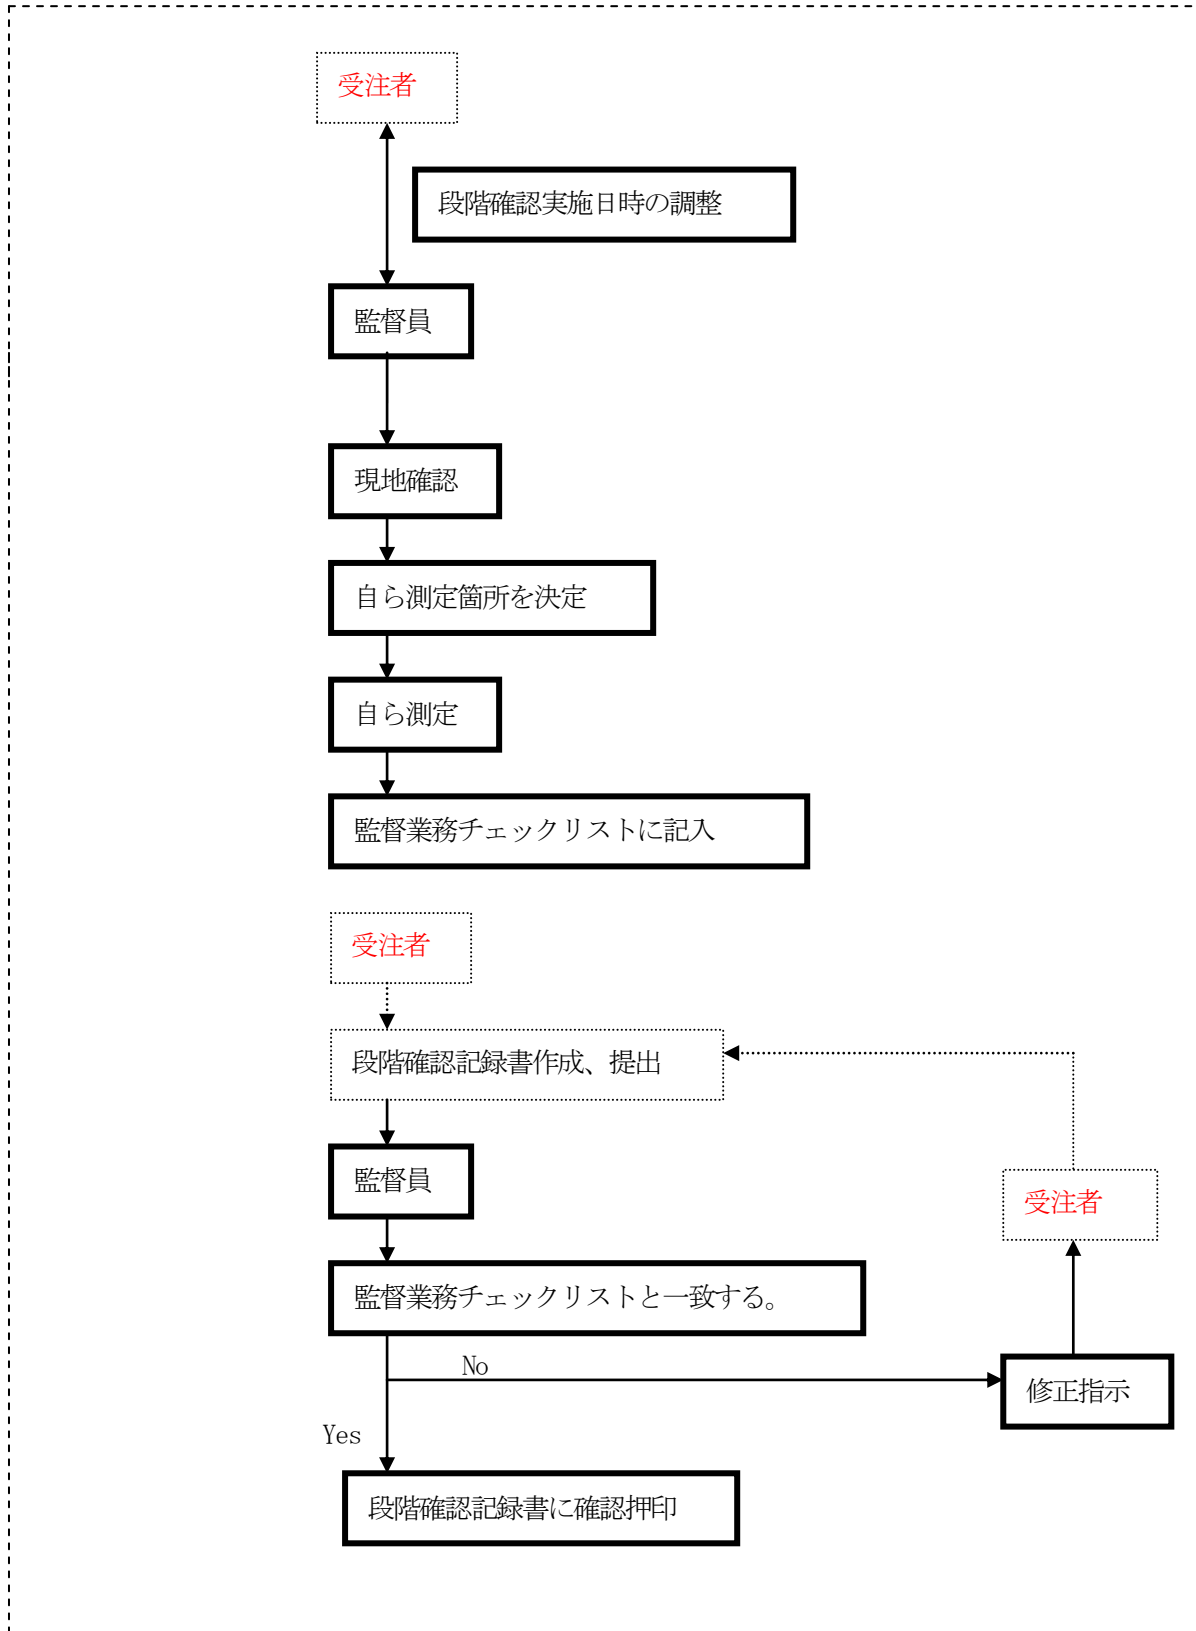 受注者
段階確認実施日時の調整
監督員
現地確認
自ら測定箇所を決定
自ら測定
監督業務チェックリストに記入
受注者
段階確認記録書作成、提出
監督員
受注者
監督業務チェックリストと一致する。
No
修正指示
Yes
段階確認記録書に確認押印